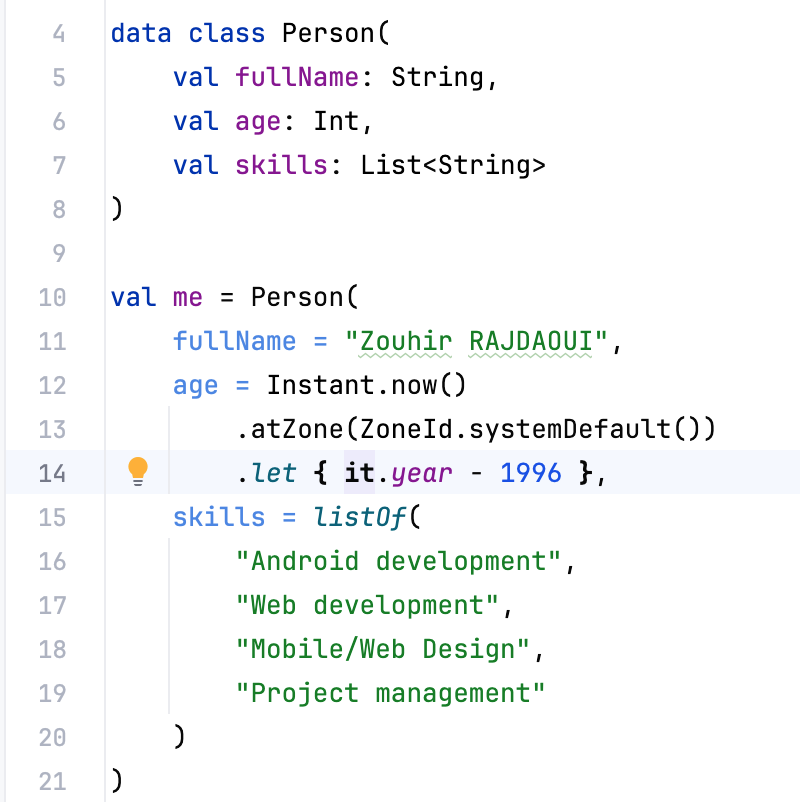 4 data class Person(
5     val fullName: String,
6     val age: Int,
7     val skills: List<String>
8 )
9
10 val me = Person(
11     fullName = "Zouhir RAJDAOUI",
12     age = Instant.now()
13         .atZone(ZoneId.systemDefault())
14         .let { it.year - 1996 },
15     skills = listOf(
16         "Android development",
17         "Web development",
18         "Mobile/Web Design",
19         "Project management"
20     )
21 )